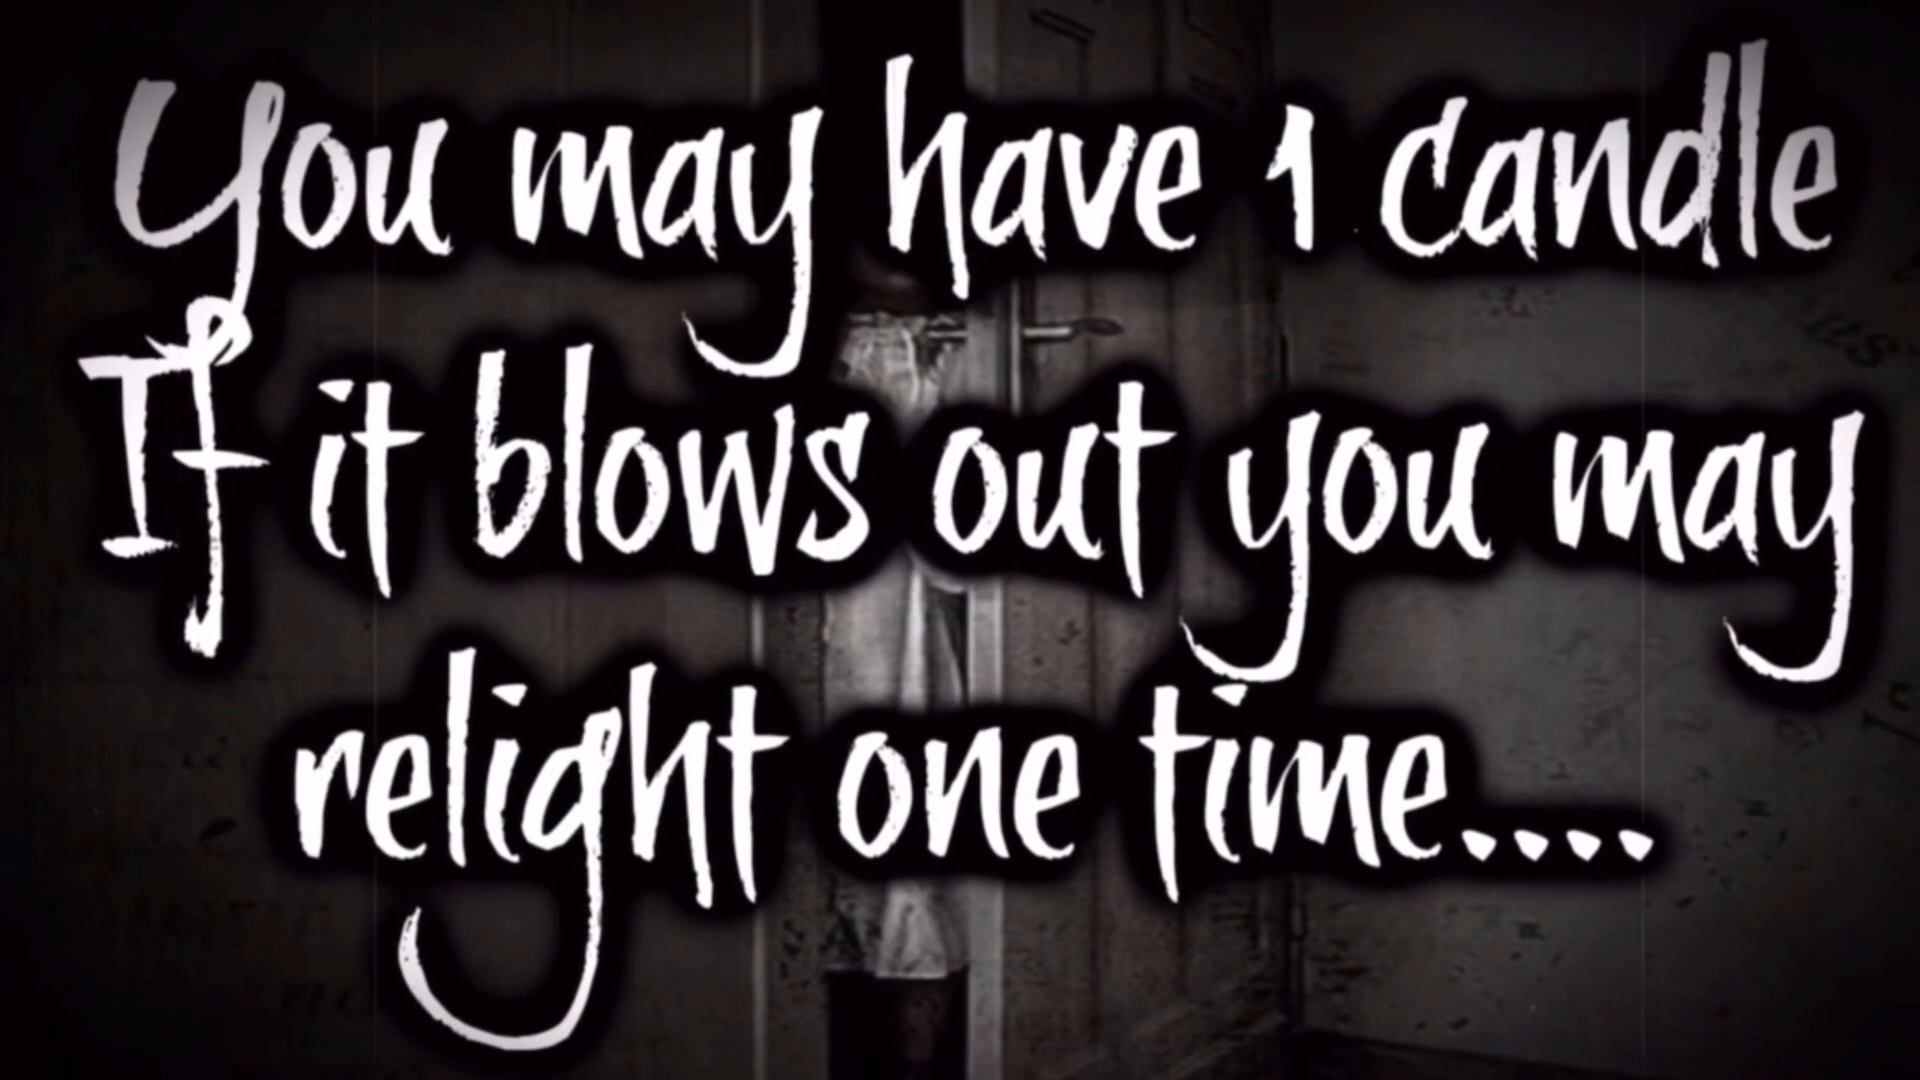 You may have 1 candle
If it blows out you may
relight one time....